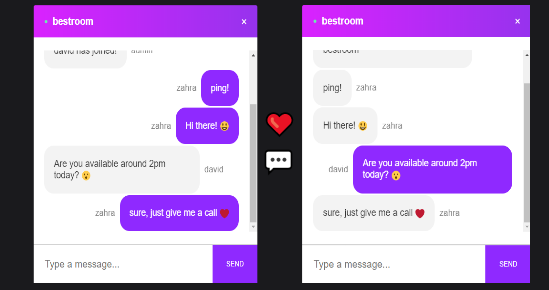 bestroom ×
david has joined! admin
zahra ping!
zahra Hi there! 😄
Are you available around 2pm
today? 😮 david
zahra sure, just give me a call ❤️
Type a message... SEND
bestroom ×
bestroom
ping! zahra
Hi there! 😃 zahra
david Are you available around 2pm
today? 😮
sure, just give me a call ❤️ zahra
Type a message... SEND